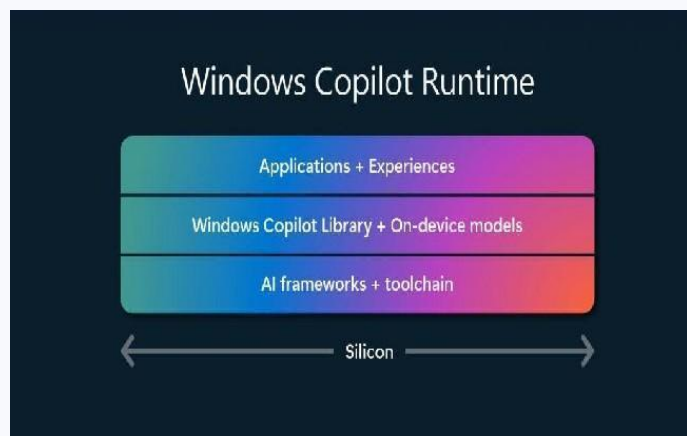 Windows Copilot Runtime
Applications + Experiences
Windows Copilot Library + On-device models
AI frameworks + toolchain
Silicon